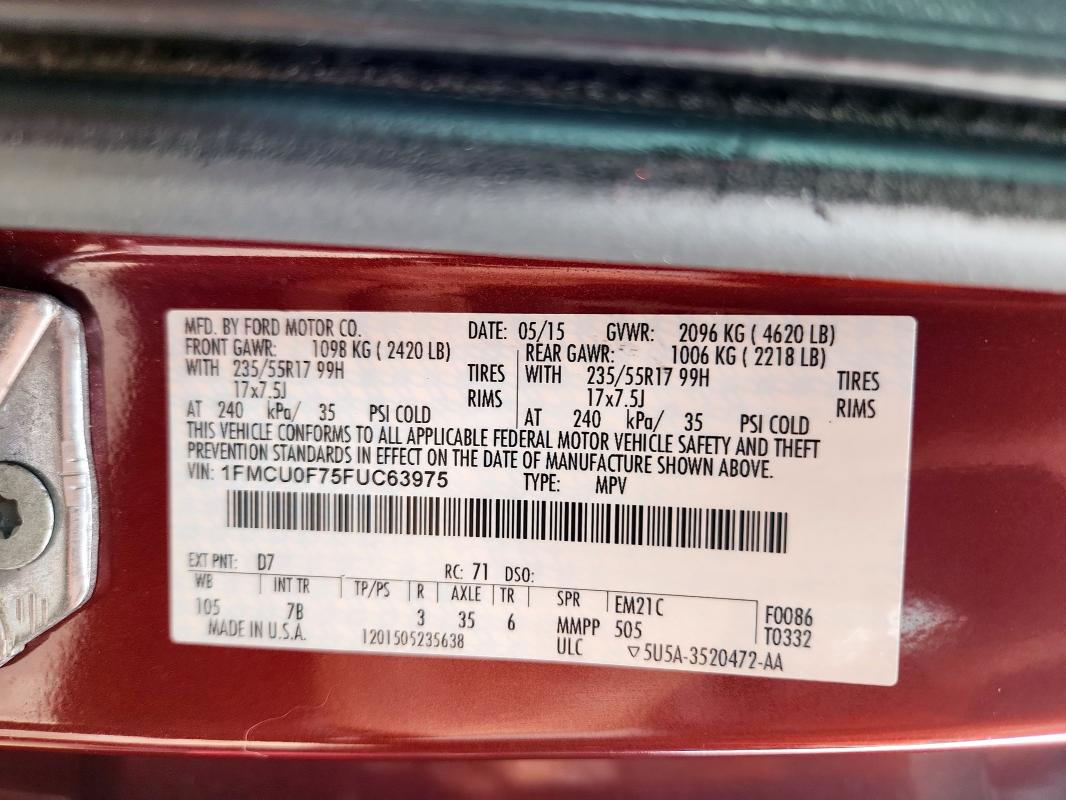 MFD. BY FORD MOTOR CO. DATE: 05/15 GVWR: 2096 KG ( 4620 LB)
FRONT GAWR: 1098 KG ( 2420 LB) REAR GAWR: 1006 KG ( 2218 LB)
WITH 235/55R17 99H TIRES WITH 235/55R17 99H TIRES
17x7.5J RIMS 17x7.5J RIMS
AT 240 kPa/ 35 PSI COLD AT 240 kPa/ 35 PSI COLD
THIS VEHICLE CONFORMS TO ALL APPLICABLE FEDERAL MOTOR VEHICLE SAFETY AND THEFT
PREVENTION STANDARDS IN EFFECT ON THE DATE OF MANUFACTURE SHOWN ABOVE.
VIN: 1FMCU0F75FUC63975 TYPE: MPV
EXT PNT: D7 RC: 71 DSO:
WB INT TR TP/PS R AXLE TR SPR EM21C F0086
105 7B 3 35 6 MMPP 505 T0332
MADE IN U.S.A. 1201505235638 ULC ▽5U5A-3520472-AA